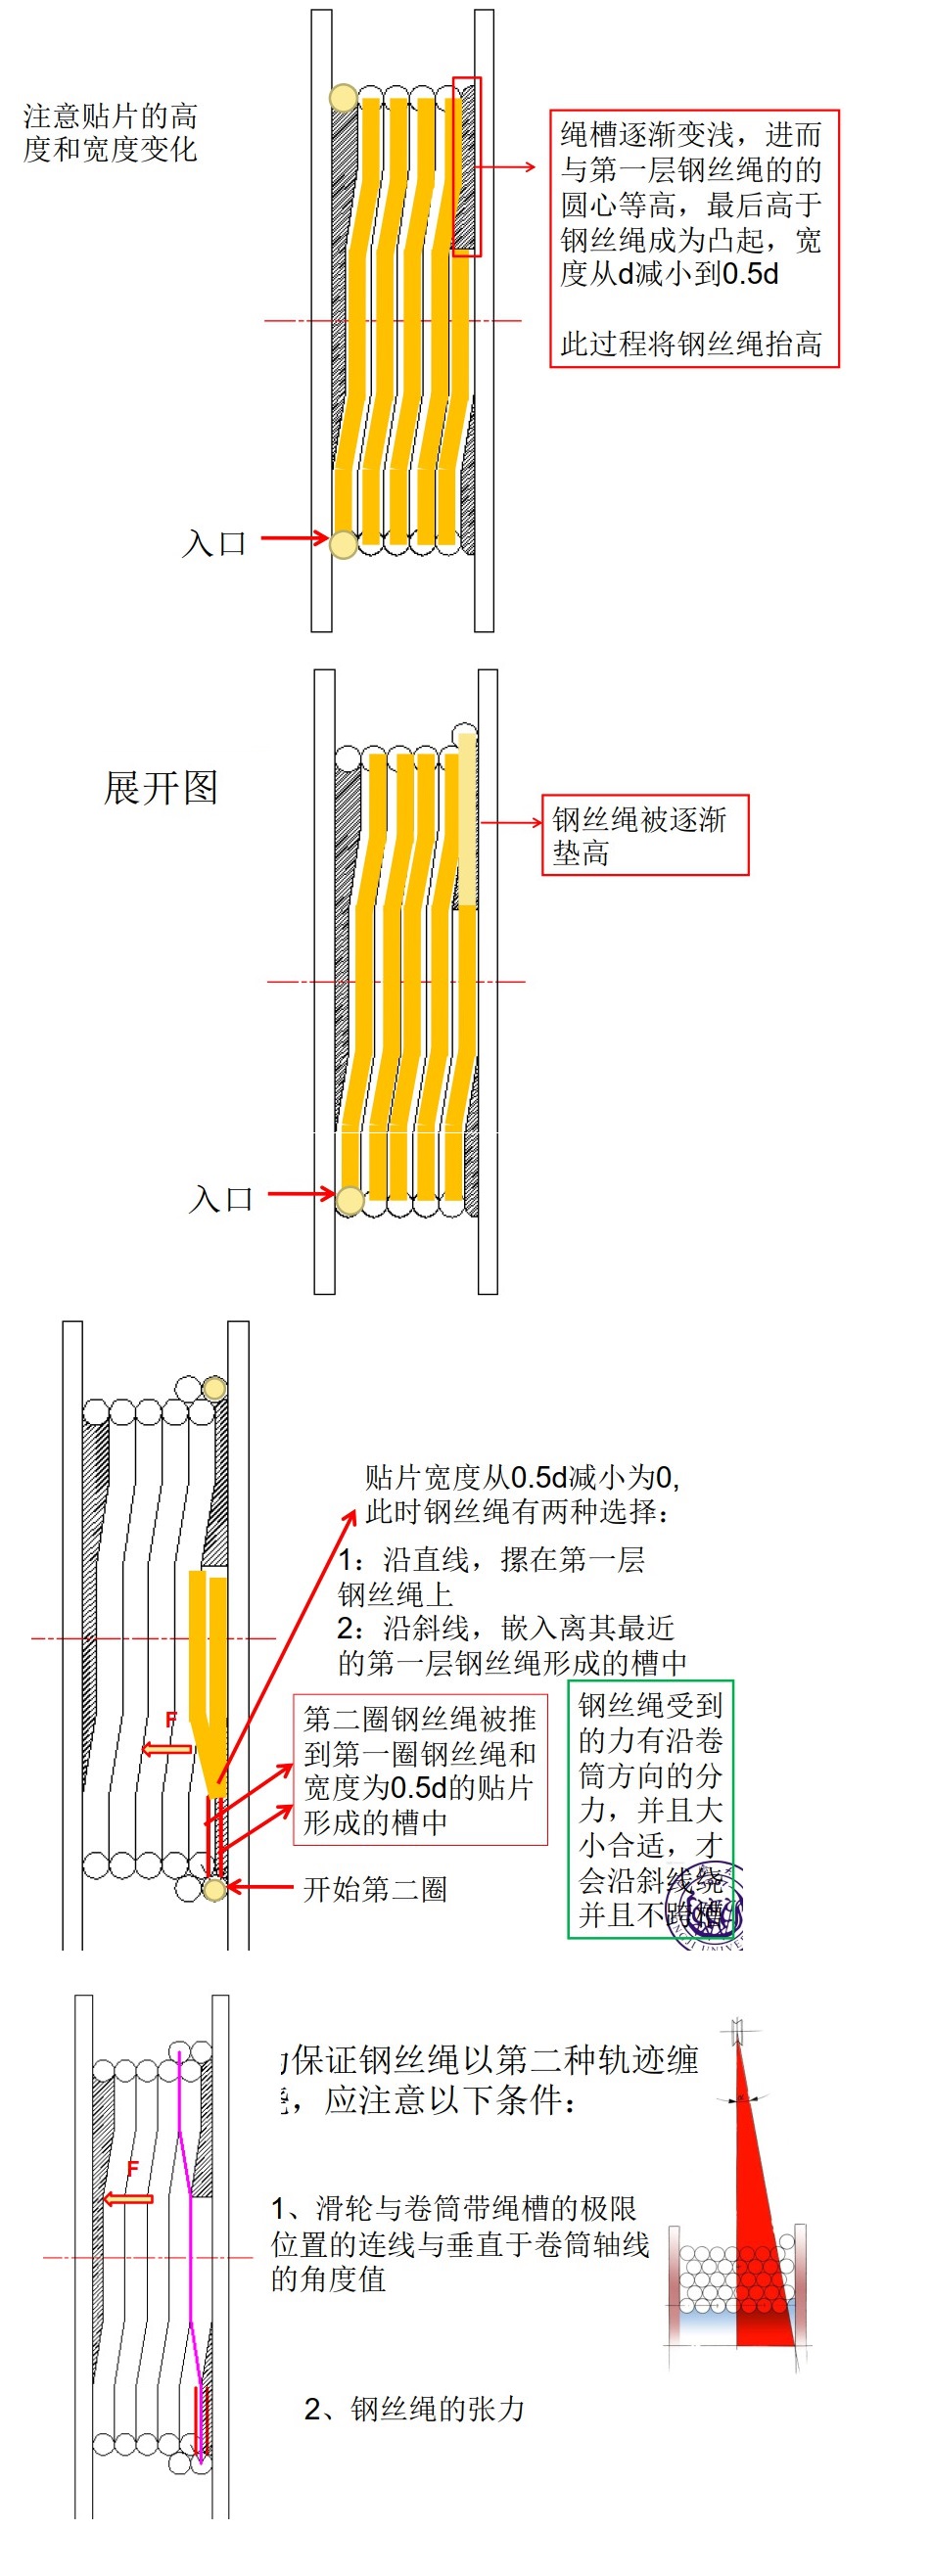 注意贴片的高
度和宽度变化
绳槽逐渐变浅，进而
与第一层钢丝绳的的
圆心等高，最后高于
钢丝绳成为凸起，宽
度从d减小到0.5d
此过程将钢丝绳抬高
入口
展开图
钢丝绳被逐渐
垫高
入口
贴片宽度从0.5d减小为0,
此时钢丝绳有两种选择：
1：沿直线，摞在第一层
钢丝绳上
2：沿斜线，嵌入离其最近
的第一层钢丝绳形成的槽中
F
第二圈钢丝绳被推
到第一圈钢丝绳和
宽度为0.5d的贴片
形成的槽中
钢丝绳受到
的力有沿卷
筒方向的分
力，并且大
小合适，才
会沿斜线绕
并且不跨槽
开始第二圈
保证钢丝绳以第二种轨迹缠
，应注意以下条件：
F
1、滑轮与卷筒带绳槽的极限
位置的连线与垂直于卷筒轴线
的角度值
2、钢丝绳的张力